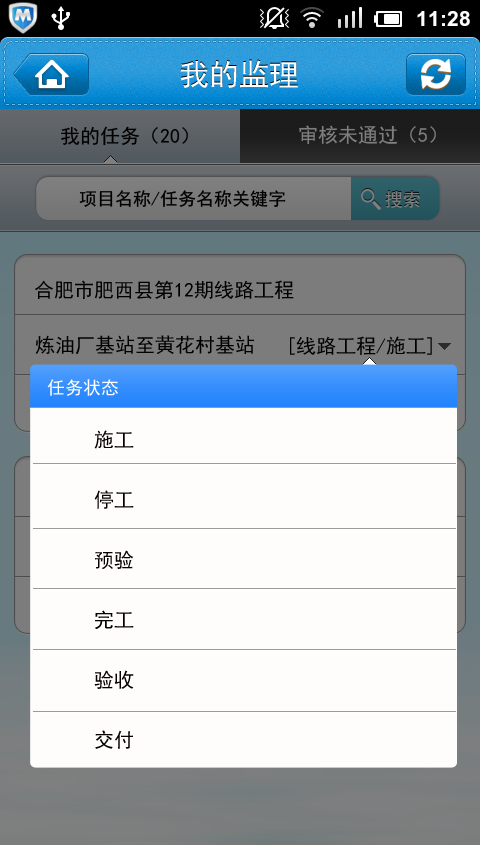 11:28
我的监理
我的任务（20） 审核未通过（5）
项目名称/任务名称关键字 搜索
合肥市肥西县第12期线路工程
炼油厂基站至黄花村基站 [线路工程/施工]
任务状态
施工
停工
预验
完工
验收
交付